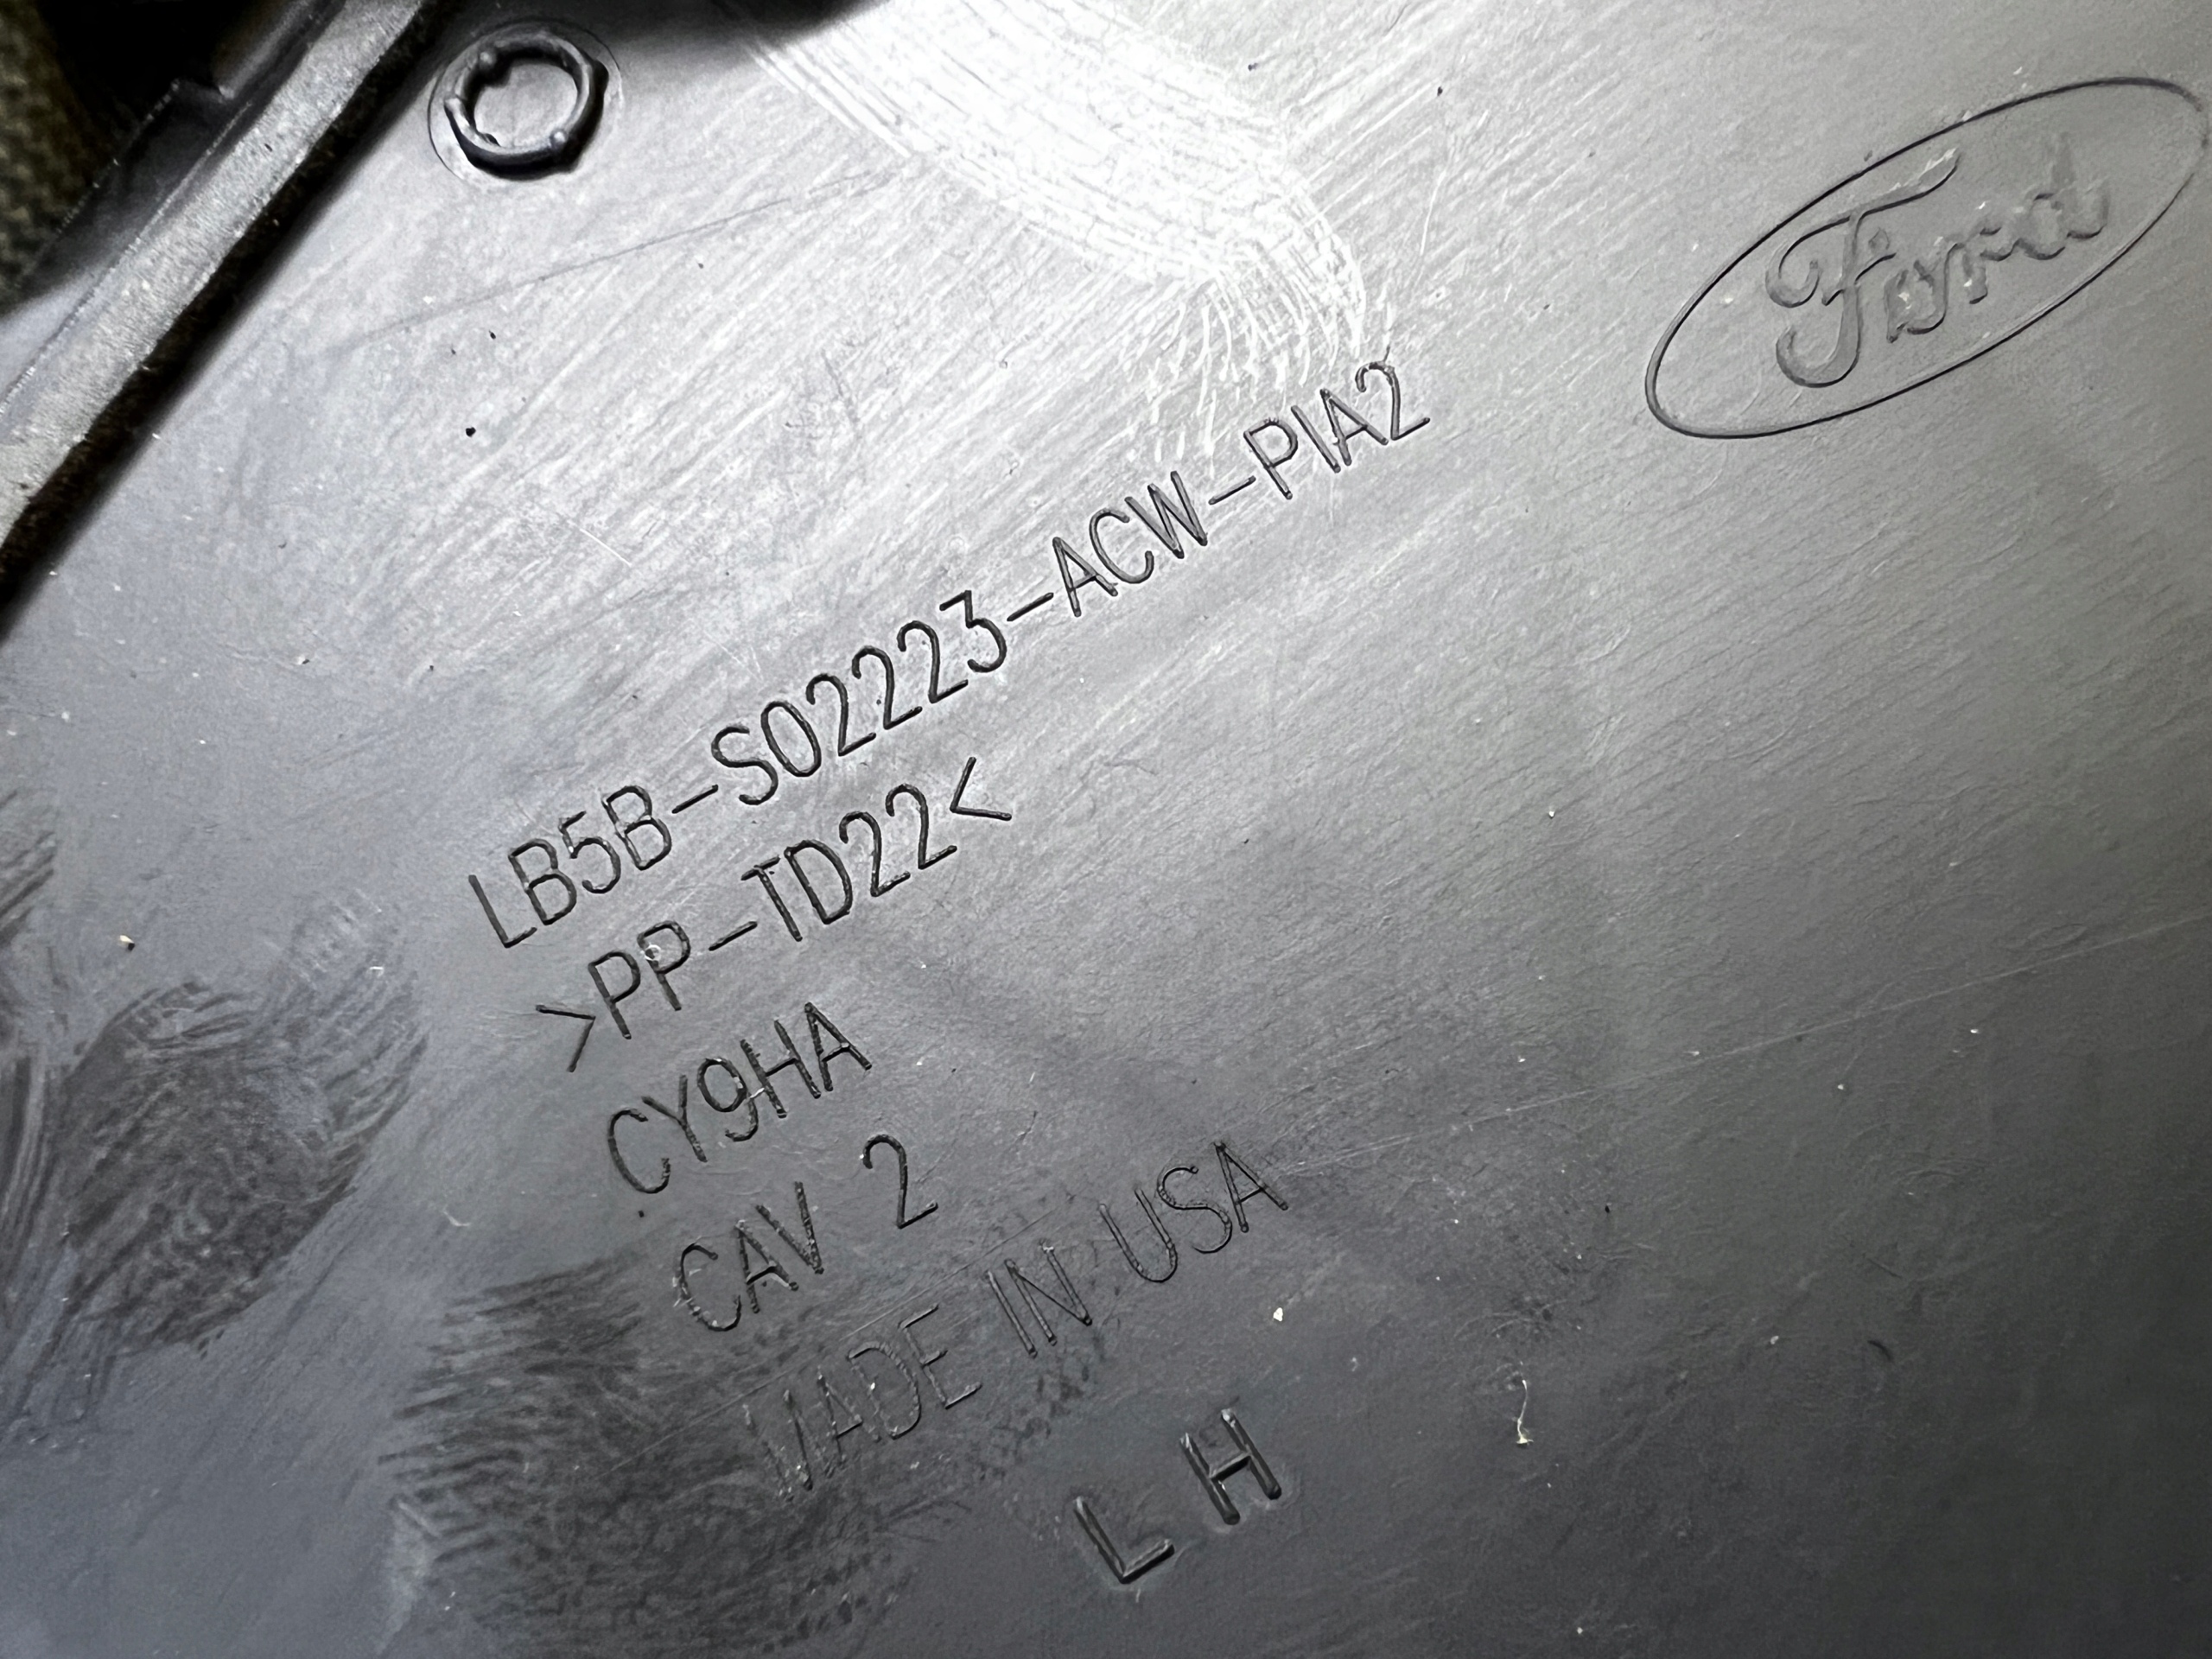 Ford
LB5B-S02223-ACW-PIA2
>PP-TD22<
CY9HA
CAV 2
MADE IN USA
LH